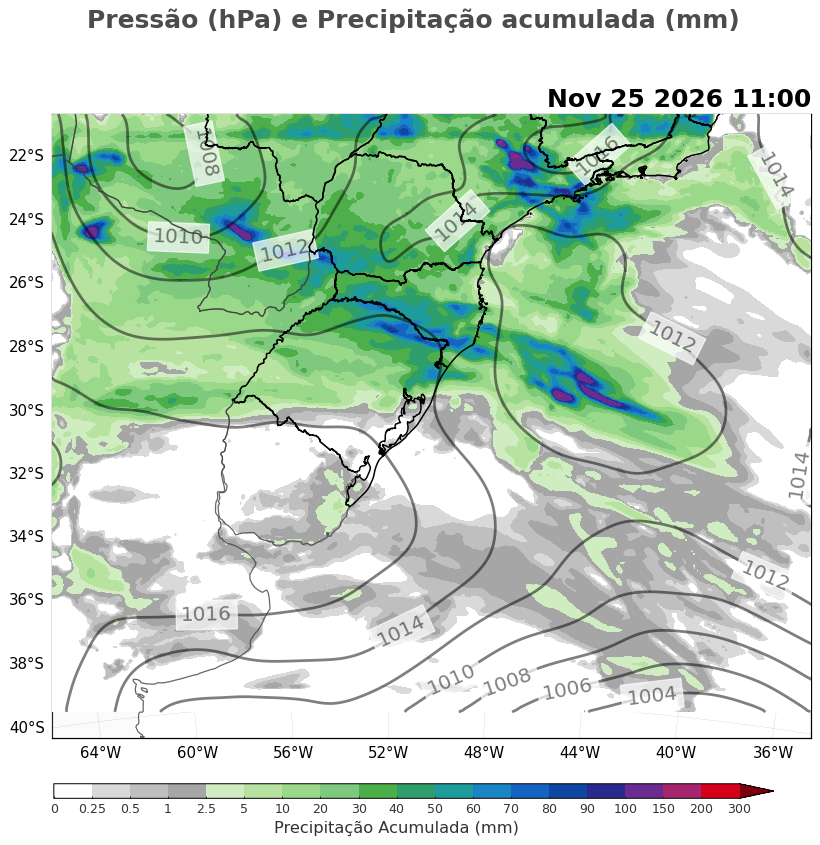 Pressão (hPa) e Precipitação acumulada (mm)
Nov 25 2026 11:00
22°S
24°S
26°S
28°S
30°S
32°S
34°S
36°S
38°S
40°S
1008
1016
1014
1014
1010
1012
1012
1014
1012
1016
1014
1010
1008
1006
1004
64°W 60°W 56°W 52°W 48°W 44°W 40°W 36°W
0 0.25 0.5 1 2.5 5 10 20 30 40 50 60 70 80 90 100 150 200 300
Precipitação Acumulada (mm)